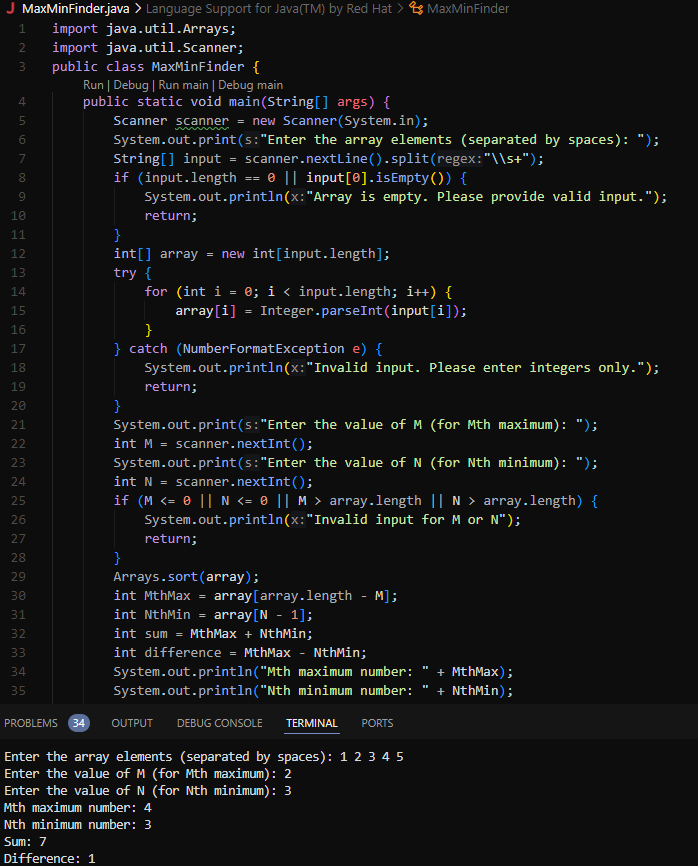 MaxMinFinder.java > Language Support for Java(TM) by Red Hat > MaxMinFinder
1 import java.util.Arrays;
2 import java.util.Scanner;
3 public class MaxMinFinder {
Run | Debug | Run main | Debug main
4 public static void main(String[] args) {
5 Scanner scanner = new Scanner(System.in);
6 System.out.print(s:"Enter the array elements (separated by spaces): ");
7 String[] input = scanner.nextLine().split(regex:"\\s+");
8 if (input.length == 0 || input[0].isEmpty()) {
9 System.out.println(x:"Array is empty. Please provide valid input.");
10 return;
11 }
12 int[] array = new int[input.length];
13 try {
14 for (int i = 0; i < input.length; i++) {
15 array[i] = Integer.parseInt(input[i]);
16 }
17 } catch (NumberFormatException e) {
18 System.out.println(x:"Invalid input. Please enter integers only.");
19 return;
20 }
21 System.out.print(s:"Enter the value of M (for Mth maximum): ");
22 int M = scanner.nextInt();
23 System.out.print(s:"Enter the value of N (for Nth minimum): ");
24 int N = scanner.nextInt();
25 if (M <= 0 || N <= 0 || M > array.length || N > array.length) {
26 System.out.println(x:"Invalid input for M or N");
27 return;
28 }
29 Arrays.sort(array);
30 int MthMax = array[array.length - M];
31 int NthMin = array[N - 1];
32 int sum = MthMax + NthMin;
33 int difference = MthMax - NthMin;
34 System.out.println("Mth maximum number: " + MthMax);
35 System.out.println("Nth minimum number: " + NthMin);
PROBLEMS 34 OUTPUT DEBUG CONSOLE TERMINAL PORTS
Enter the array elements (separated by spaces): 1 2 3 4 5
Enter the value of M (for Mth maximum): 2
Enter the value of N (for Nth minimum): 3
Mth maximum number: 4
Nth minimum number: 3
Sum: 7
Difference: 1